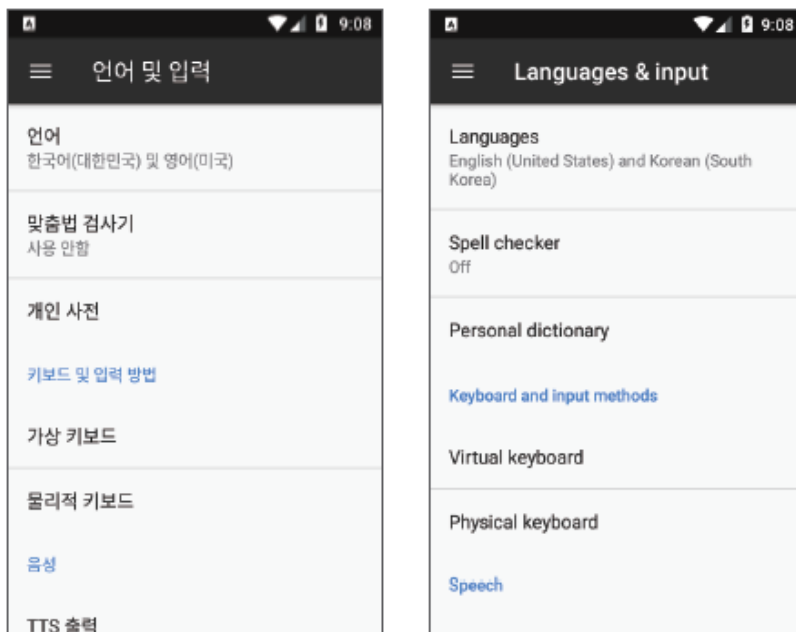 9:08
언어 및 입력
언어
한국어(대한민국) 및 영어(미국)
맞춤법 검사기
사용 안함
개인 사전
키보드 및 입력 방법
가상 키보드
물리적 키보드
음성
TTS 출력
9:08
Languages & input
Languages
English (United States) and Korean (South
Korea)
Spell checker
Off
Personal dictionary
Keyboard and input methods
Virtual keyboard
Physical keyboard
Speech